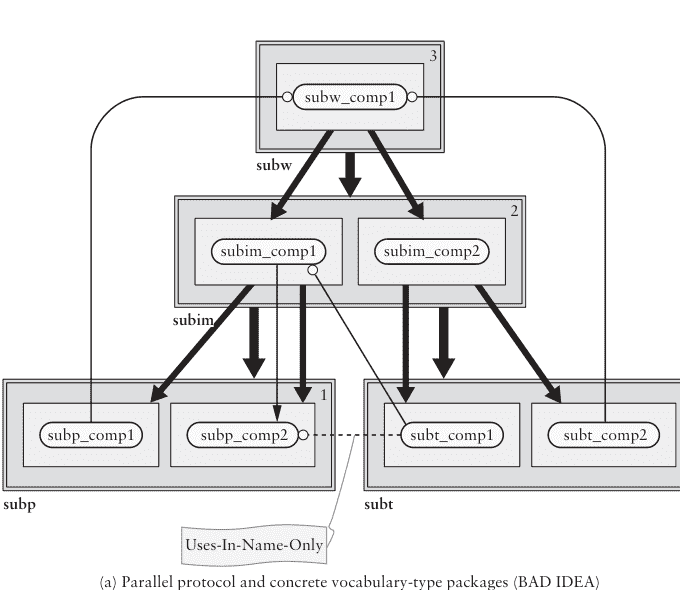 3
subw_comp1
subw
2
subim_comp1 subim_comp2
subim
1
subp_comp1 subp_comp2 subt_comp1 subt_comp2
subp subt
Uses-In-Name-Only
(a) Parallel protocol and concrete vocabulary-type packages (BAD IDEA)